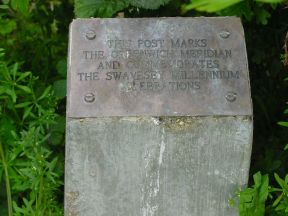 THIS POST MARKS
THE GREENWICH MERIDIAN
AND COMMEMORATES
THE SWAVESEY MILLENNIUM
CELEBRATIONS